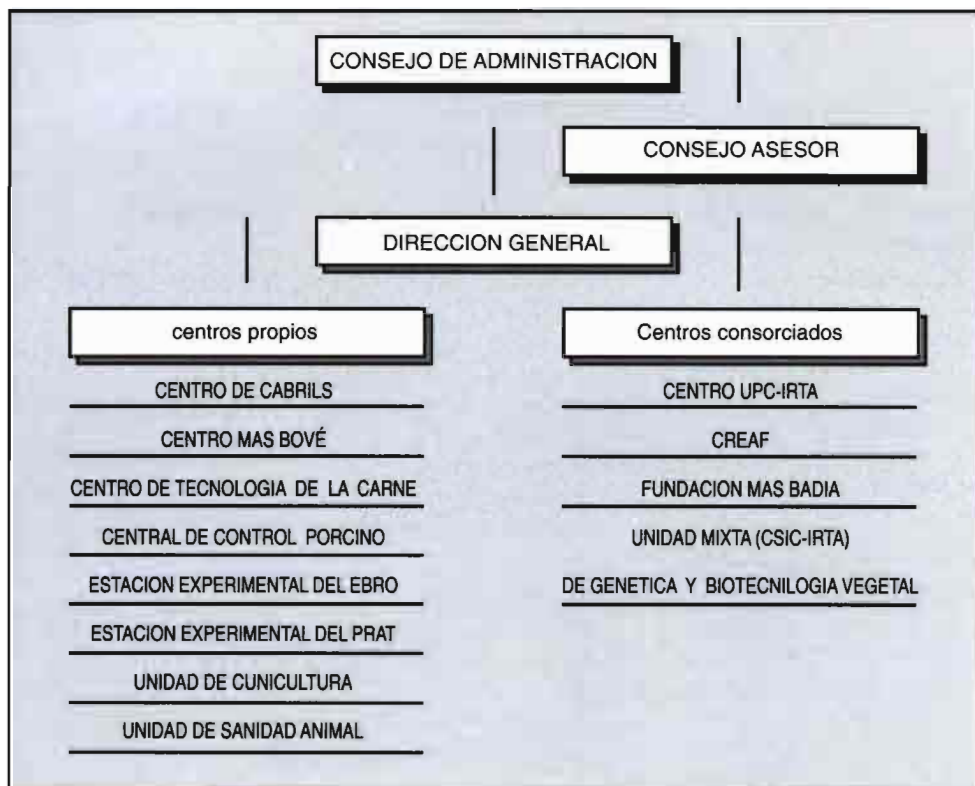 CONSEJO DE ADMINISTRACION
CONSEJO ASESOR
DIRECCION GENERAL
centros propios
CENTRO DE CABRILS
CENTRO MAS BOVÉ
CENTRO DE TECNOLOGIA DE LA CARNE
CENTRAL DE CONTROL PORCINO
ESTACION EXPERIMENTAL DEL EBRO
ESTACION EXPERIMENTAL DEL PRAT
UNIDAD DE CUNICULTURA
UNIDAD DE SANIDAD ANIMAL
Centros consorciados
CENTRO UPC-IRTA
CREAF
FUNDACION MAS BADIA
UNIDAD MIXTA (CSIC-IRTA)
DE GENETICA Y BIOTECNILOGIA VEGETAL